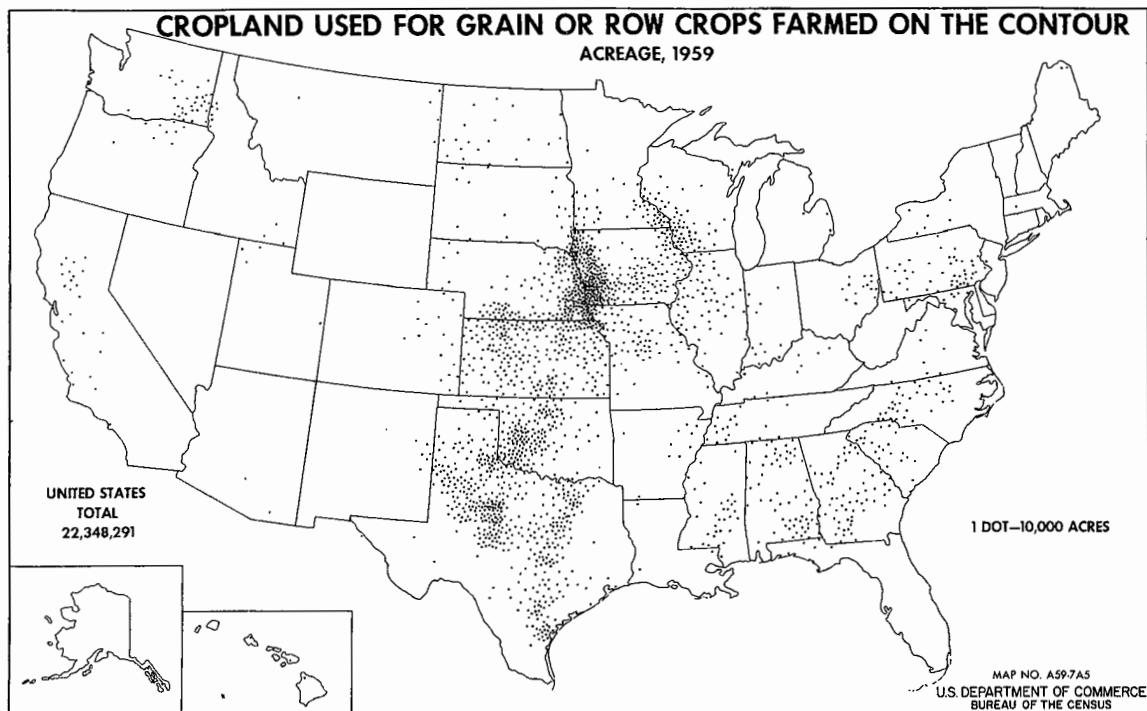 CROPLAND USED FOR GRAIN OR ROW CROPS FARMED ON THE CONTOUR
ACREAGE, 1959
UNITED STATES
TOTAL
22,348,291
1 DOT—10,000 ACRES
MAP NO. A59-7A5
U.S. DEPARTMENT OF COMMERCE
BUREAU OF THE CENSUS